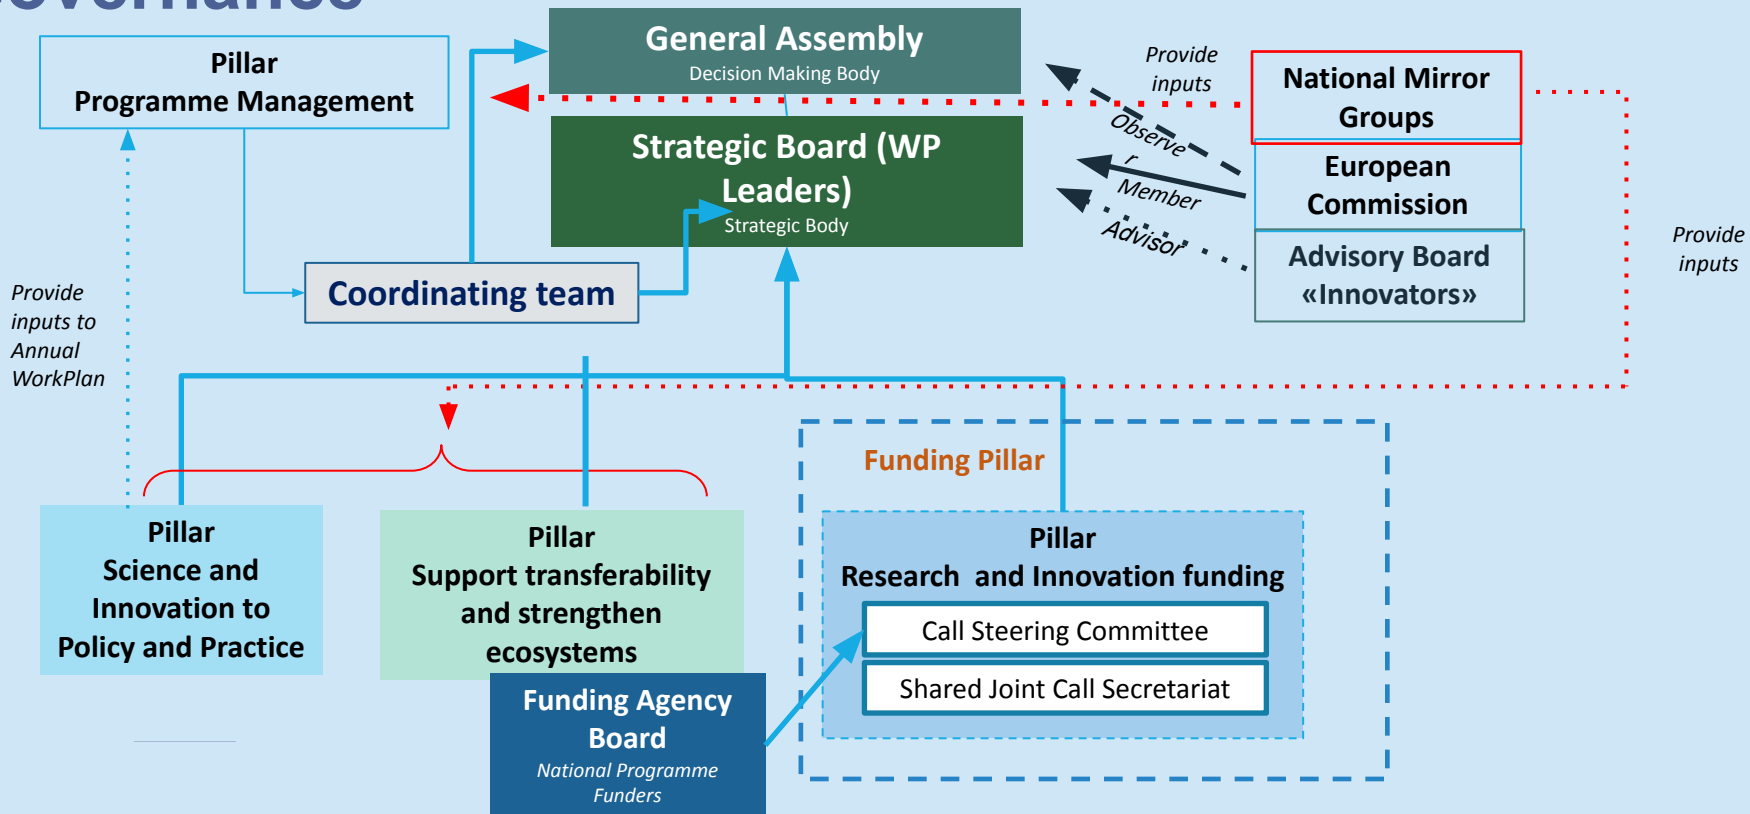 Governance
Pillar
Programme Management
General Assembly
Decision Making Body
Provide
inputs
National Mirror
Groups
Strategic Board (WP
Leaders)
Strategic Body
Observe
r
Member
Advisor
European
Commission
Advisory Board
«Innovators»
Provide
inputs
Coordinating team
Provide
inputs to
Annual
WorkPlan
Funding Pillar
Pillar
Science and
Innovation to
Policy and Practice
Pillar
Support transferability
and strengthen
ecosystems
Pillar
Research and Innovation funding
Call Steering Committee
Shared Joint Call Secretariat
Funding Agency
Board
National Programme
Funders